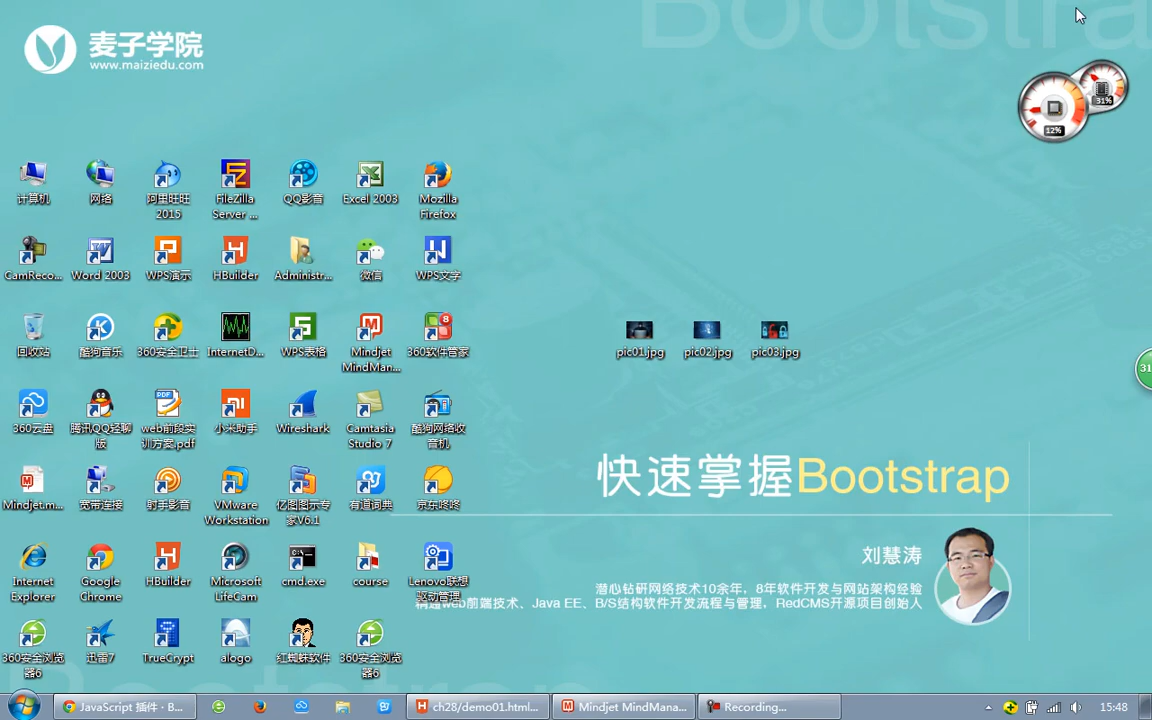 Bootstra
麦子学院
www.maiziedu.com
31%
12%
计算机
网络
阿里旺旺
2015
FileZilla
Server ...
QQ影音
Excel 2003
Mozilla
Firefox
CamReco...
Word 2003
WPS演示
HBuilder
Administr...
微信
WPS文字
回收站
酷狗音乐
360安全卫士
InternetD...
WPS表格
Mindjet
MindMan...
360软件管家
pic01.jpg
pic02.jpg
pic03.jpg
31
360云盘
腾讯QQ轻聊
版
web前段实
训方案.pdf
小米助手
Wireshark
Camtasia
Studio 7
酷狗网络收
音机
快速掌握Bootstrap
Mindjet.m...
宽带连接
射手影音
VMware
Workstation
亿图图示专
家V6.1
有道词典
京东咚咚
刘慧涛
潜心钻研网络技术10余年，8年软件开发与网站架构经验
精通web前端技术、Java EE、B/S结构软件开发流程与管理，RedCMS开源项目创始人
Internet
Explorer
Google
Chrome
HBuilder
Microsoft
LifeCam
cmd.exe
course
Lenovo联想
驱动管理
360安全浏览
器6
迅雷7
TrueCrypt
alogo
红蜘蛛软件
360安全浏览
器6
JavaScript 插件 · B...
ch28/demo01.html...
Mindjet MindMana...
Recording...
15:48